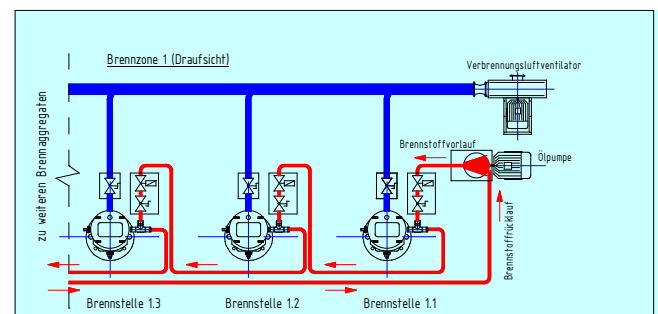 Brennzone 1 (Draufsicht)
Verbrennungsluftventilator
Brennstoffvorlauf
Ölpumpe
zu weiteren Brennaggregaten
Brennstoffrücklauf
Brennstelle 1.3
Brennstelle 1.2
Brennstelle 1.1